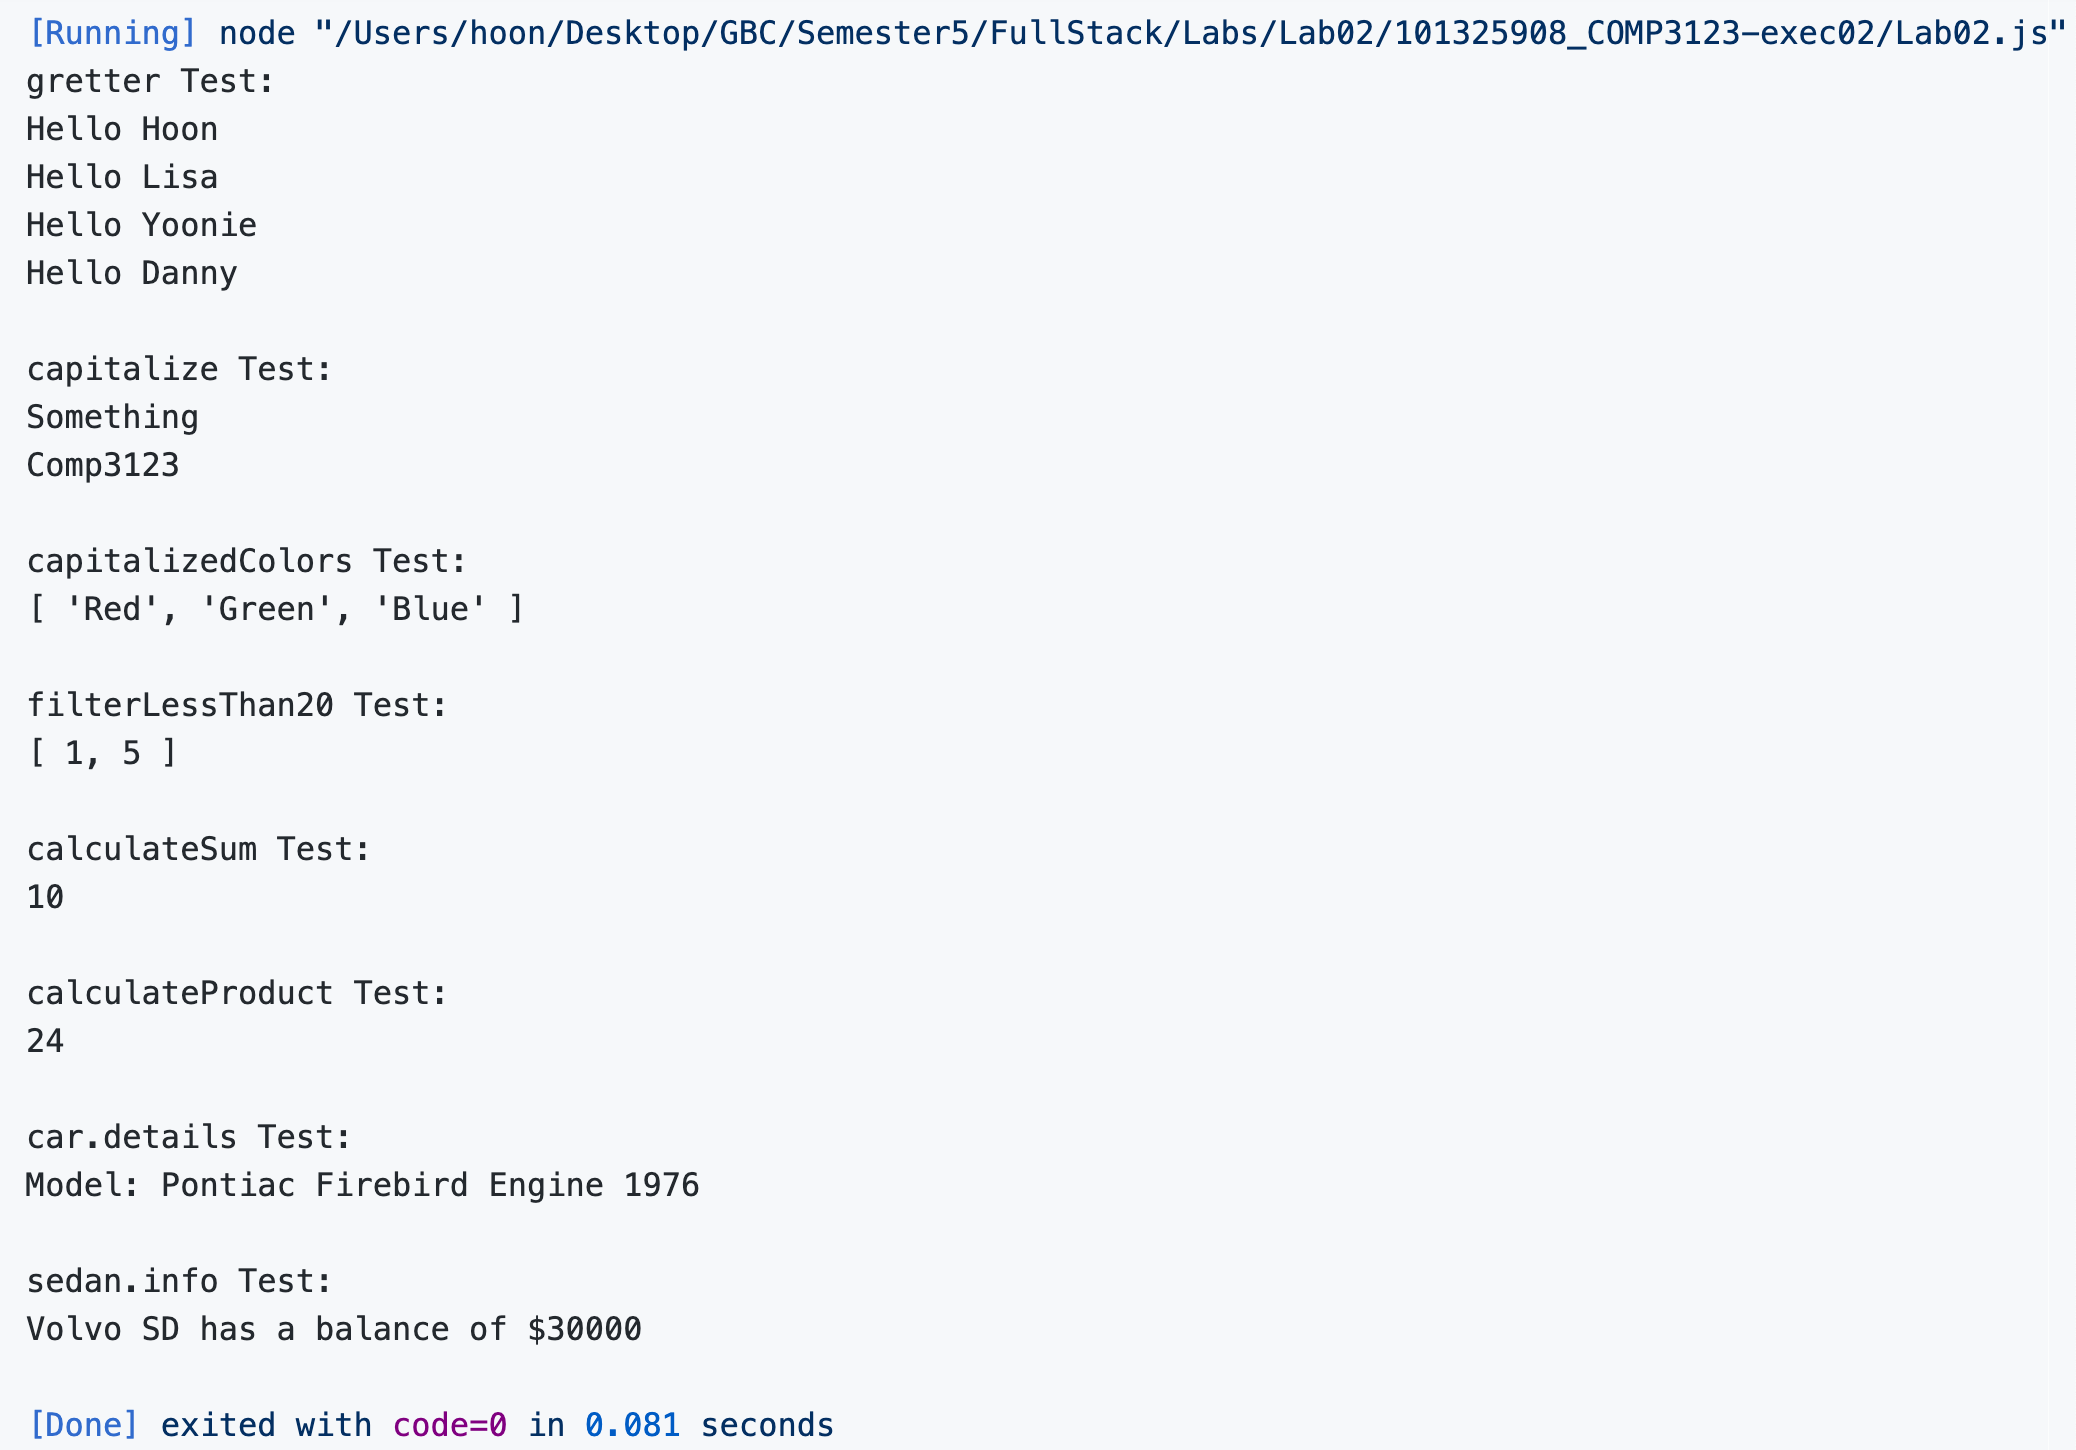 [Running] node "/Users/hoon/Desktop/GBC/Semester5/FullStack/Labs/Lab02/101325908_COMP3123-exec02/Lab02.js"
gretter Test:
Hello Hoon
Hello Lisa
Hello Yoonie
Hello Danny
capitalize Test:
Something
Comp3123
capitalizedColors Test:
[ 'Red', 'Green', 'Blue' ]
filterLessThan20 Test:
[ 1, 5 ]
calculateSum Test:
10
calculateProduct Test:
24
car.details Test:
Model: Pontiac Firebird Engine 1976
sedan.info Test:
Volvo SD has a balance of $30000
[Done] exited with code=0 in 0.081 seconds